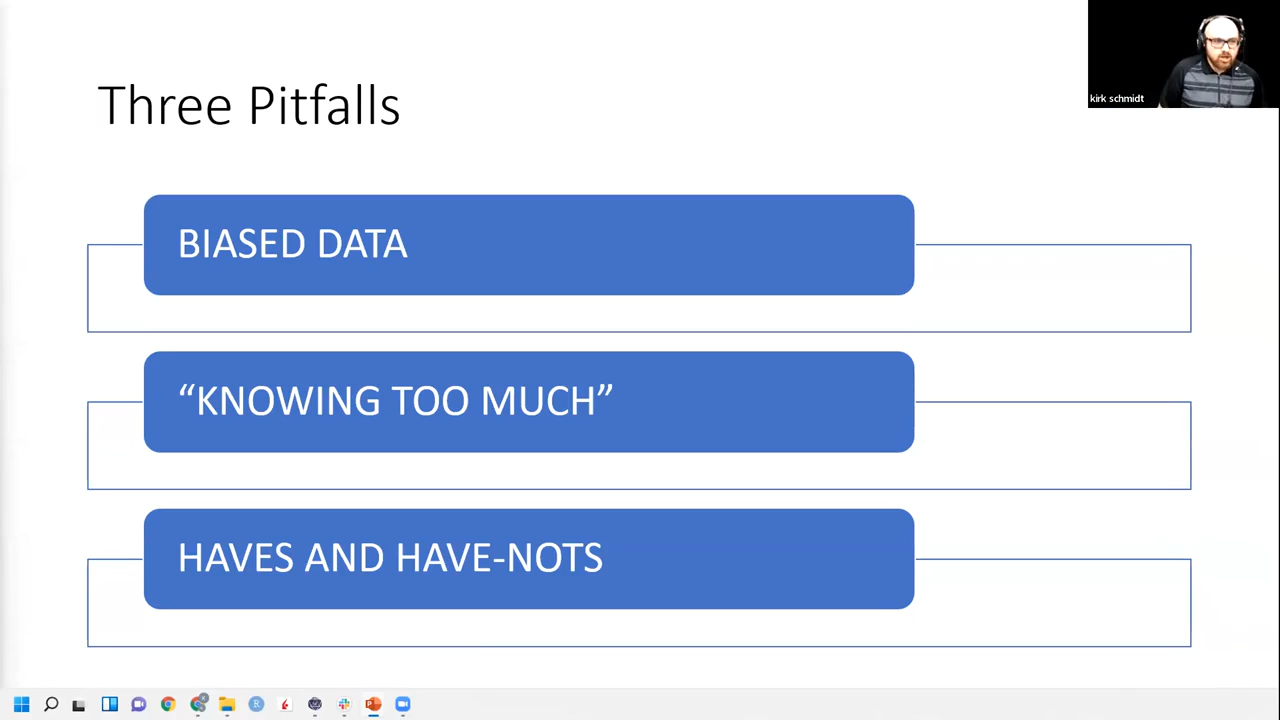 kirk schmidt
Three Pitfalls
BIASED DATA
“KNOWING TOO MUCH”
HAVES AND HAVE-NOTS